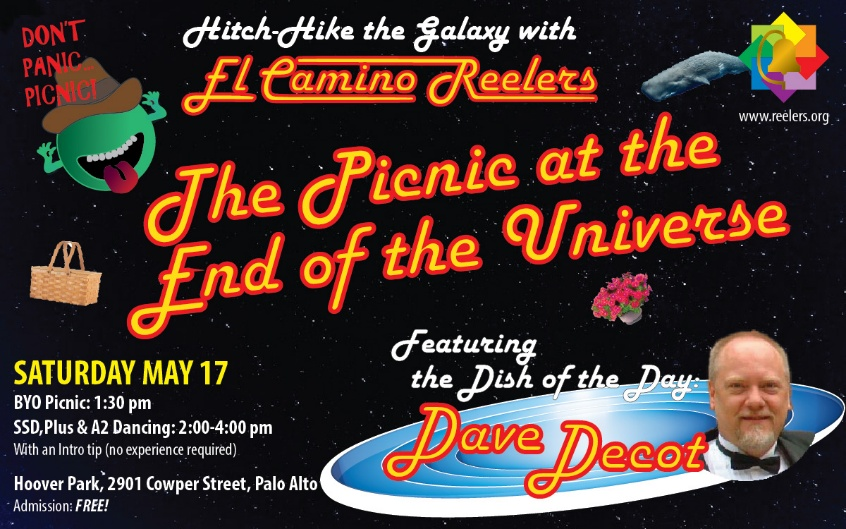 DON'T
PANIC
PICNIC!
Hitch-Hike the Galaxy with
El Camino Reelers
www.reelers.org
The Picnic at the
End of the Universe
SATURDAY MAY 17
BYO Picnic: 1:30 pm
SSD,Plus & A2 Dancing: 2:00-4:00 pm
With an Intro tip (no experience required)
Hoover Park, 2901 Cowper Street, Palo Alto
Admission: FREE!
Featuring
the Dish of the Day:
Dave
Decot